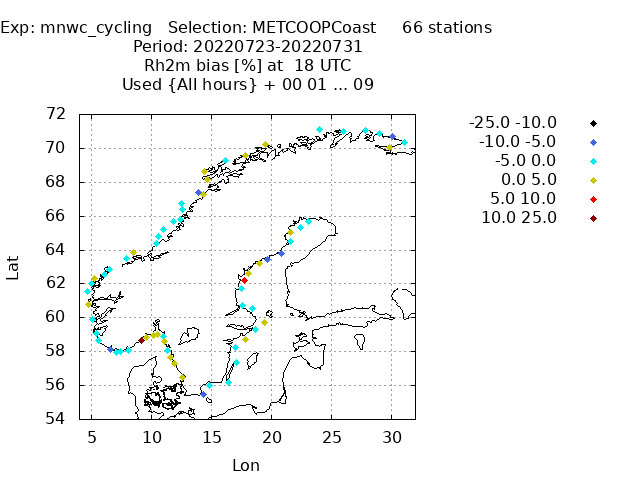 Exp: mnwc_cycling   Selection: METCOOPCoast     66 stations
Period: 20220723-20220731
Rh2m bias [%] at  18 UTC
Used {All hours} + 00 01 ... 09
72
70
68
66
64
62
60
58
56
54
5 10 15 20 25 30
Lat
Lon
-25.0 -10.0
-10.0 -5.0
-5.0 0.0
0.0 5.0
5.0 10.0
10.0 25.0